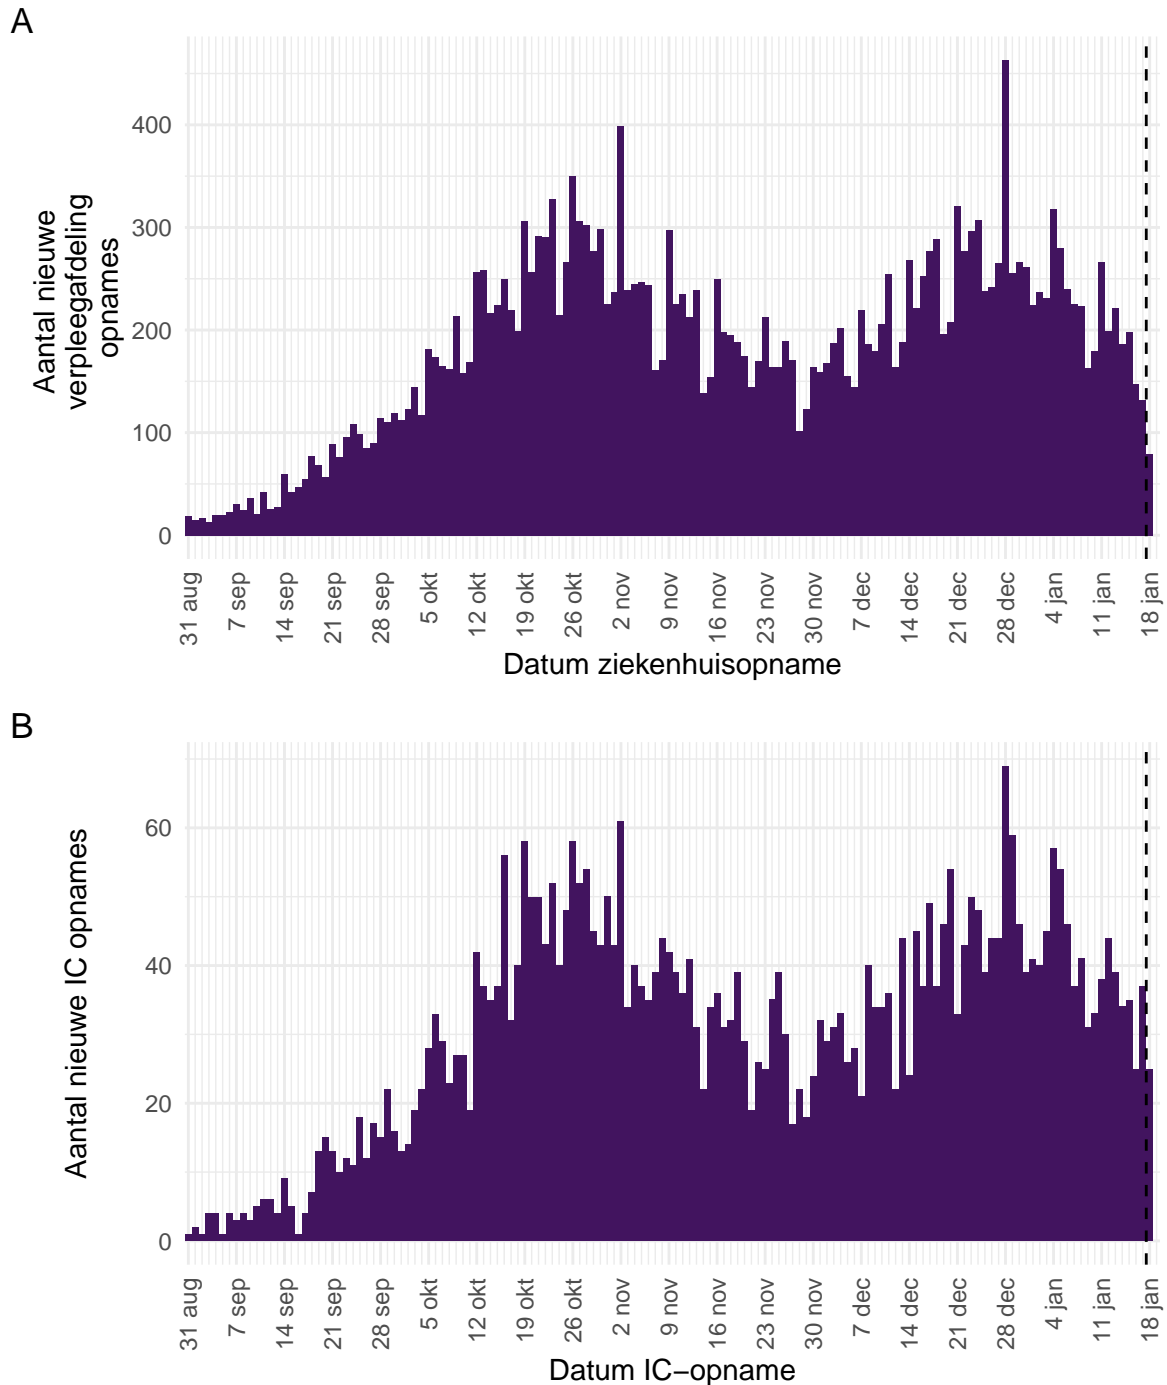 A
Aantal nieuwe
verpleegafdeling
opnames
400
300
200
100
0
31 aug
7 sep
14 sep
21 sep
28 sep
5 okt
12 okt
19 okt
26 okt
2 nov
9 nov
16 nov
23 nov
30 nov
7 dec
14 dec
21 dec
28 dec
4 jan
11 jan
18 jan
Datum ziekenhuisopname
B
Aantal nieuwe IC opnames
60
40
20
0
31 aug
7 sep
14 sep
21 sep
28 sep
5 okt
12 okt
19 okt
26 okt
2 nov
9 nov
16 nov
23 nov
30 nov
7 dec
14 dec
21 dec
28 dec
4 jan
11 jan
18 jan
Datum IC−opname